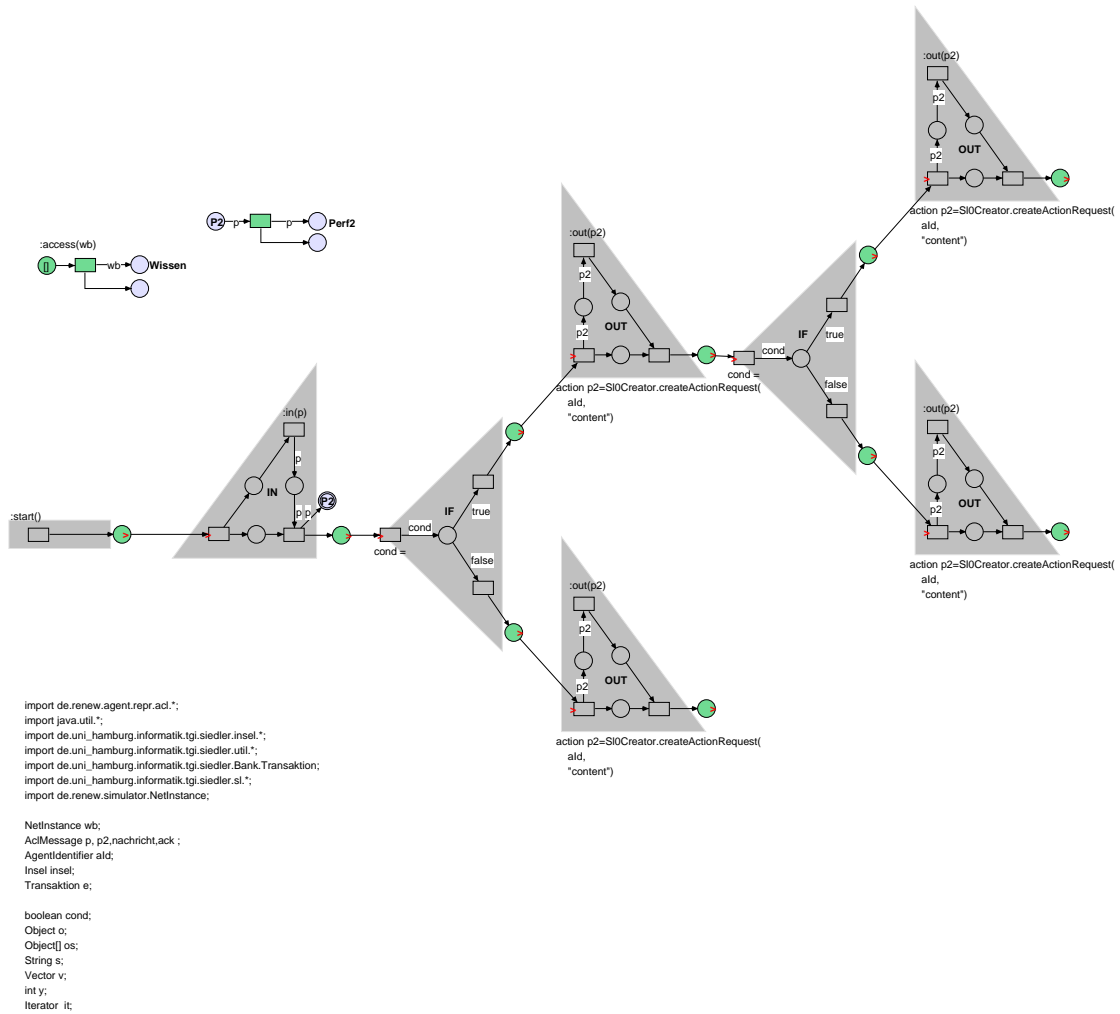 :out(p2)
p2
p2
OUT
action p2=Sl0Creator.createActionRequest(
aId,
"content")
P2 p p Perf2
:access(wb)
[] wb Wissen
:out(p2)
p2
p2
OUT
action p2=Sl0Creator.createActionRequest(
aId,
"content")
IF
cond
true
false
cond =
:out(p2)
p2
p2
OUT
action p2=Sl0Creator.createActionRequest(
aId,
"content")
:start()
:in(p)
p
IN
p p
P2
IF
cond
true
false
cond =
:out(p2)
p2
p2
OUT
action p2=Sl0Creator.createActionRequest(
aId,
"content")
import de.renew.agent.repr.acl.*;
import java.util.*;
import de.uni_hamburg.informatik.tgi.siedler.insel.*;
import de.uni_hamburg.informatik.tgi.siedler.util.*;
import de.uni_hamburg.informatik.tgi.siedler.Bank.Transaktion;
import de.uni_hamburg.informatik.tgi.siedler.sl.*;
import de.renew.simulator.NetInstance;
NetInstance wb;
AclMessage p, p2,nachricht,ack ;
AgentIdentifier aId;
Insel insel;
Transaktion e;
boolean cond;
Object o;
Object[] os;
String s;
Vector v;
int y;
Iterator it;